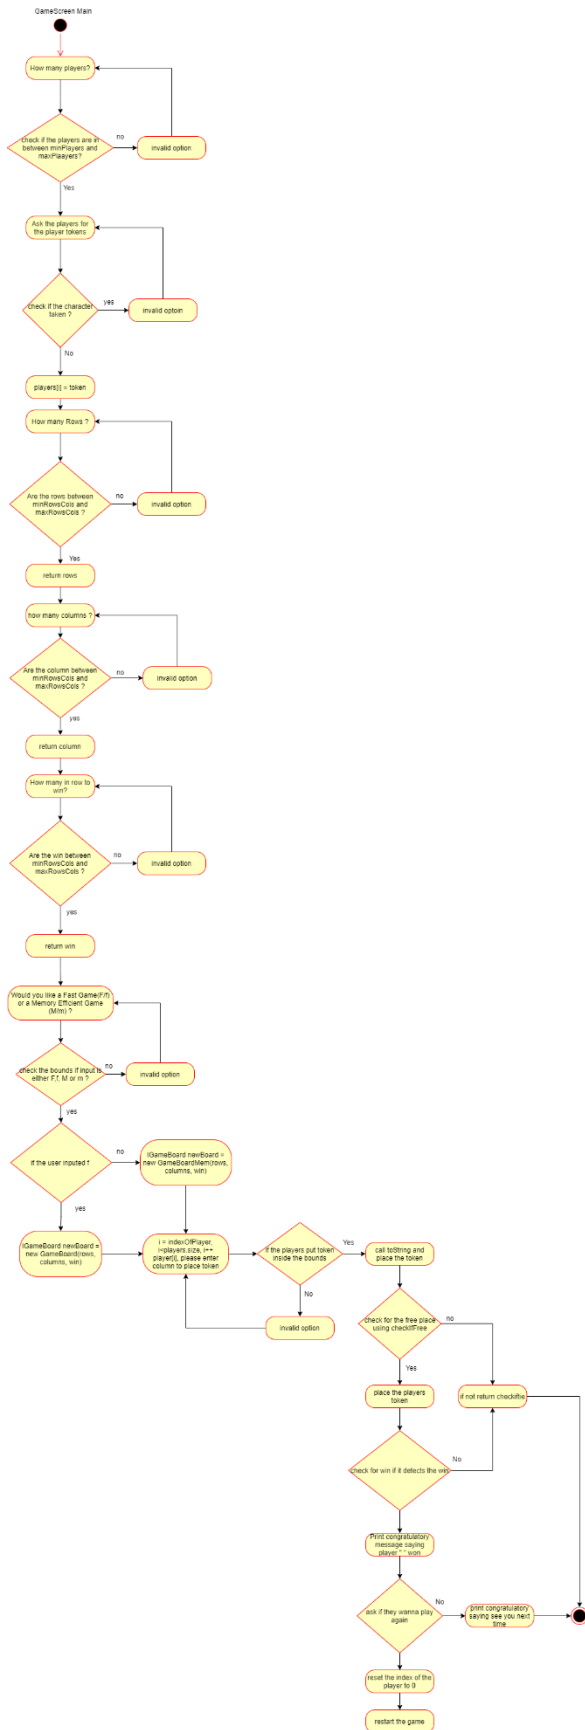 GameScreen Main
How many players?
check if the players are in
between minPlayers and
maxPlaayers?
no
invalid option
Yes
Ask the players for
the player tokens
check if the character
taken ?
yes
invalid optoin
No
players[i] = token
How many Rows ?
Are the rows between
minRowsCols and
maxRowsCols ?
no
invalid option
Yes
return rows
how many columns ?
Are the column between
minRowsCols and
maxRowsCols ?
no
invalid option
yes
return column
How many in row to
win?
Are the win between
minRowsCols and
maxRowsCols ?
no
invalid option
yes
return win
Would you like a Fast Game(F/f)
or a Memory Efficient Game
(M/m) ?
check the bounds if input is
either F,f, M or m ?
no
invalid option
yes
if the user inputed f
no
IGameBoard newBoard =
new GameBoardMem(rows,
columns, win)
yes
IGameBoard newBoard =
new GameBoard(rows,
columns, win)
i = indexOfPlayer,
i<players.size, i++
player[i], please enter
column to place token
if the players put token
inside the bounds
Yes
call toString and
place the token
No
invalid option
check for the free place
using checkIfFree
no
if not return checkiftie
Yes
place the players
token
check for win if it detects the win
No
Print congratulatory
message saying
player " " won
ask if they wanna play
again
No
print congratulatory
saying see you next
time
reset the index of the
player to 0
restart the game